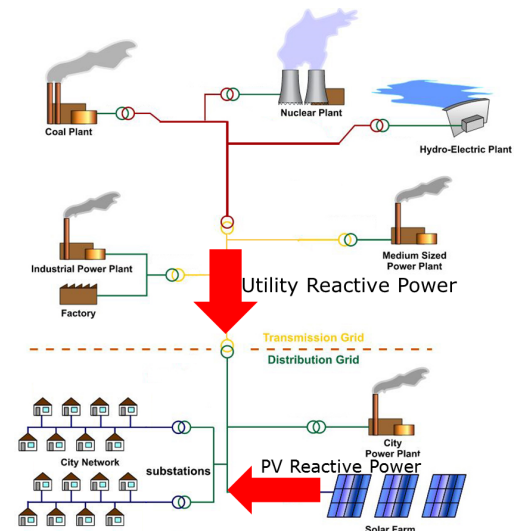 Coal Plant
Nuclear Plant
Hydro-Electric Plant
Industrial Power Plant
Medium Sized
Power Plant
Factory
Utility Reactive Power
Transmission Grid
Distribution Grid
City
Power Plant
City Network
substations
PV Reactive Power
Solar Farm